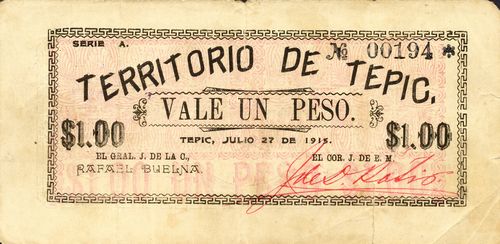 SERIE A.
№ 00194 *
TERRITORIO DE TEPIC.
VALE UN PESO.
$1.00 $1.00
TEPIC, JULIO 27 DE 1915.
EL GRAL. J. DE LA C., EL COR. J. DE E. M.
RAFAEL BUELNA.